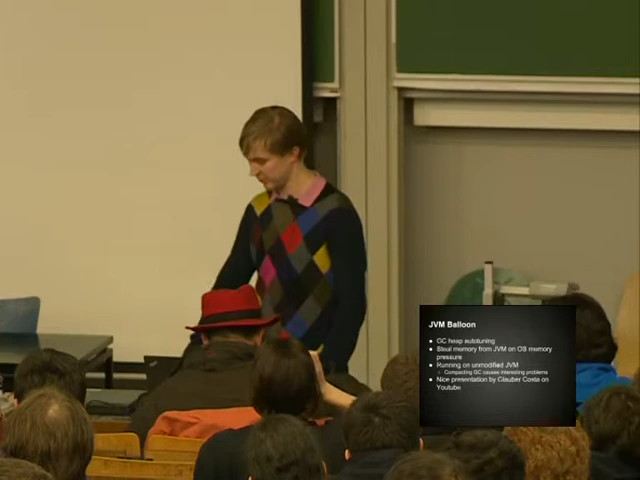 JVM Balloon
GC heap autotuning
Steal memory from JVM on OS memory
pressure
Running on unmodified JVM
Compacting GC causes interesting problems
Nice presentation by Glauber Costa on
Youtube